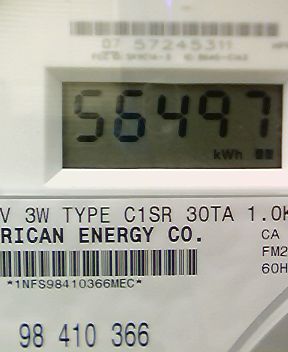 07 57245311
56497
kWh
V 3W TYPE C1SR 30TA 1.0K
RICAN ENERGY CO.
CA
FM2
60H
*1NFS98410366MEC*
98 410 366